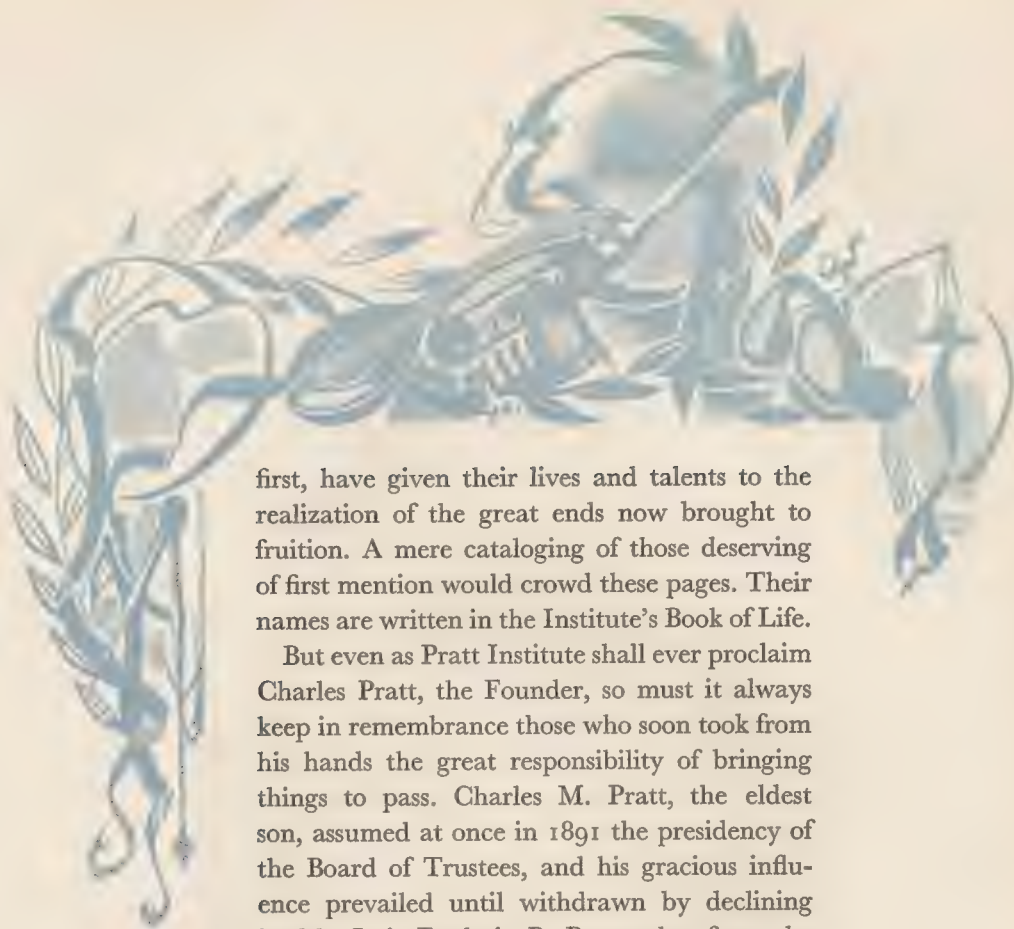 first, have given their lives and talents to the
realization of the great ends now brought to
fruition. A mere cataloging of those deserving
of first mention would crowd these pages. Their
names are written in the Institute's Book of Life.
But even as Pratt Institute shall ever proclaim
Charles Pratt, the Founder, so must it always
keep in remembrance those who soon took from
his hands the great responsibility of bringing
things to pass. Charles M. Pratt, the eldest
son, assumed at once in 1891 the presidency of
the Board of Trustees, and his gracious influ-
ence prevailed until withdrawn by declining